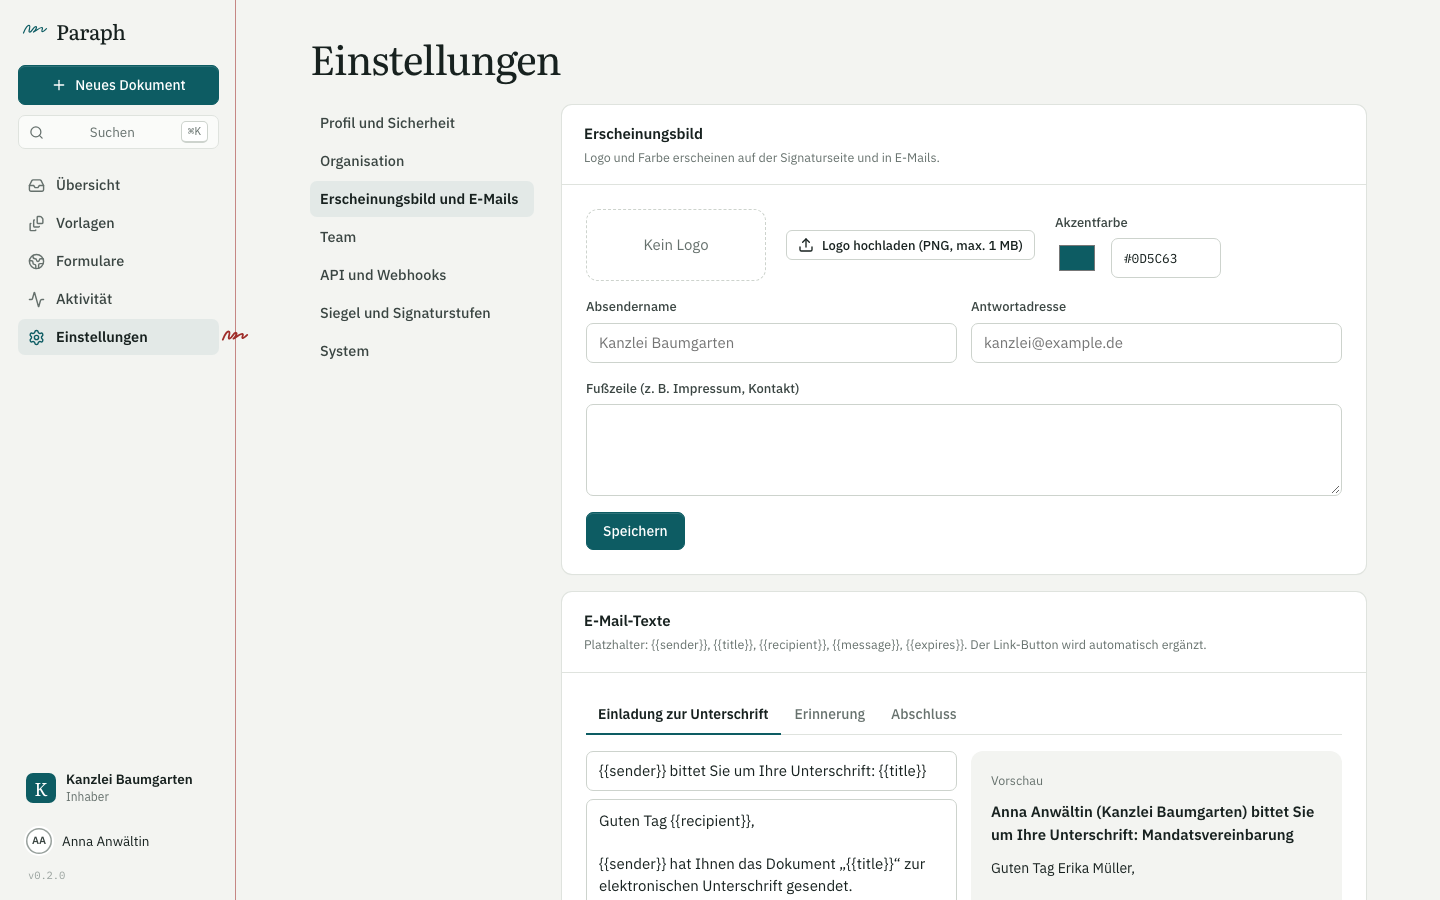 Paraph
Neues Dokument
Suchen ⌘K
Übersicht
Vorlagen
Formulare
Aktivität
Einstellungen
Kanzlei Baumgarten
K
Inhaber
AA Anna Anwältin
v0.2.0
Einstellungen
Profil und Sicherheit
Organisation
Erscheinungsbild und E-Mails
Team
API und Webhooks
Siegel und Signaturstufen
System
Erscheinungsbild
Logo und Farbe erscheinen auf der Signaturseite und in E-Mails.
Kein Logo
Logo hochladen (PNG, max. 1 MB)
Akzentfarbe
#0D5C63
Absendername
Kanzlei Baumgarten
Antwortadresse
kanzlei@example.de
Fußzeile (z. B. Impressum, Kontakt)
Speichern
E-Mail-Texte
Platzhalter: {{sender}}, {{title}}, {{recipient}}, {{message}}, {{expires}}. Der Link-Button wird automatisch ergänzt.
Einladung zur Unterschrift Erinnerung Abschluss
{{sender}} bittet Sie um Ihre Unterschrift: {{title}}
Guten Tag {{recipient}},
{{sender}} hat Ihnen das Dokument „{{title}}“ zur
elektronischen Unterschrift gesendet.
Vorschau
Anna Anwältin (Kanzlei Baumgarten) bittet Sie
um Ihre Unterschrift: Mandatsvereinbarung
Guten Tag Erika Müller,